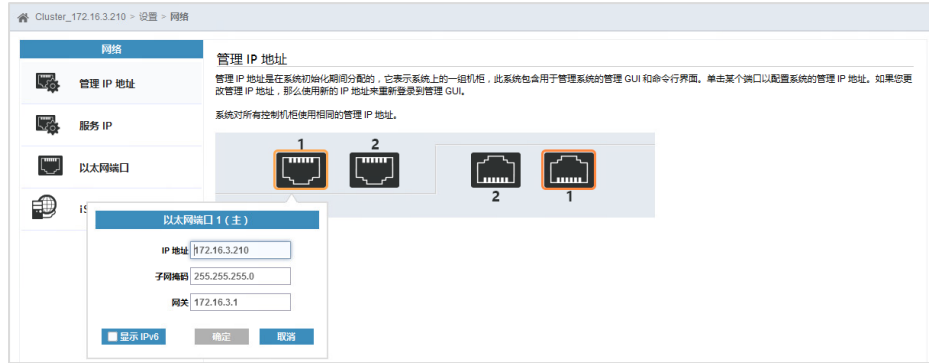 Cluster_172.16.3.210 > 设置 > 网络
网络
管理 IP 地址
服务 IP
以太网端口
管理 IP 地址
管理 IP 地址是在系统初始化期间分配的，它表示系统上的一组机柜，此系统包含用于管理系统的管理 GUI 和命令行界面。单击某个端口以配置系统的管理 IP 地址。如果您更
改管理 IP 地址，那么使用新的 IP 地址来重新登录到管理 GUI。
系统对所有控制机柜使用相同的管理 IP 地址。
1 2
2 1
以太网端口 1（主）
IP 地址 172.16.3.210
子网掩码 255.255.255.0
网关 172.16.3.1
显示 IPv6 确定 取消